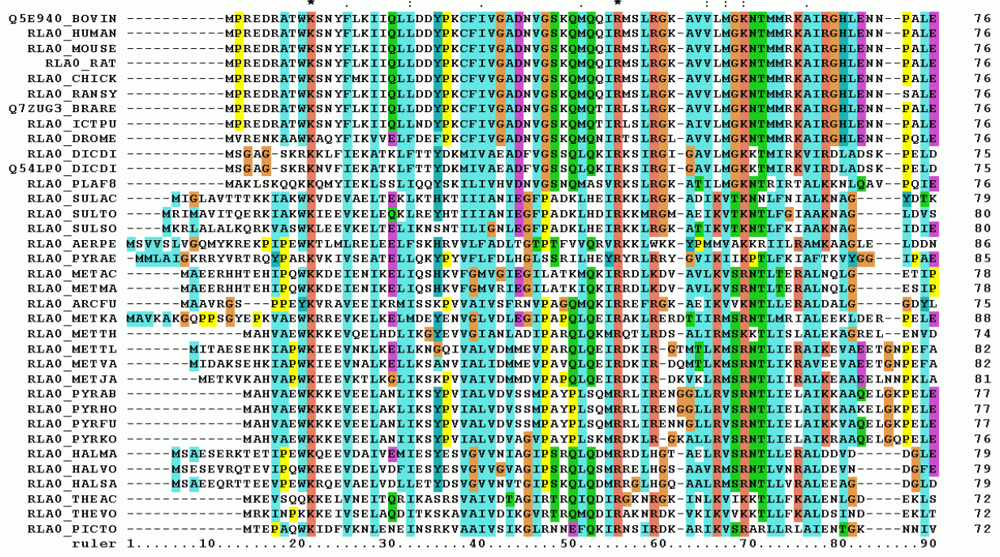 * : : . . . * . : . : .
Q5E940_BOVIN -----------MPREDRATWKSNYFLKIIQLLDDYPKCFIVGADNVGSKQMQQIRMSLRGK-AVVLMGKNTMMRKAIRGHLENN--PALE 76
RLA0_HUMAN -----------MPREDRATWKSNYFLKIIQLLDDYPKCFIVGADNVGSKQMQQIRMSLRGK-AVVLMGKNTMMRKAIRGHLENN--PALE 76
RLA0_MOUSE -----------MPREDRATWKSNYFLKIIQLLDDYPKCFIVGADNVGSKQMQQIRMSLRGK-AVVLMGKNTMMRKAIRGHLENN--PALE 76
RLA0_RAT -----------MPREDRATWKSNYFLKIIQLLDDYPKCFIVGADNVGSKQMQQIRMSLRGK-AVVLMGKNTMMRKAIRGHLENN--PALE 76
RLA0_CHICK -----------MPREDRATWKSNYFMKIIQLLDDYPKCFVVGADNVGSKQMQQIRMSLRGK-AVVLMGKNTMMRKAIRGHLENN--PALE 76
RLA0_RANSY -----------MPREDRATWKSNYFLKIIQLLDDYPKCFIVGADNVGSKQMQQIRMSLRGK-AVVLMGKNTMMRKAIRGHLENN--SALE 76
Q7ZUG3_BRARE -----------MPREDRATWKSNYFLKIIQLLDDYPKCFIVGADNVGSKQMQTIRLSLRGK-AVVLMGKNTMMRKAIRGHLENN--PALE 76
RLA0_ICTPU -----------MPREDRATWKSNYFLKIIQLLNDYPKCFIVGADNVGSKQMQTIRLSLRGK-AIVLMGKNTMMRKAIRGHLENN--PALE 76
RLA0_DROME -----------MVRENKAAWKAQYFIKVVELFDEFPKCFIVGADNVGSKQMQNIRTSLRGL-AVVLMGKNTMMRKAIRGHLENN--PQLE 76
RLA0_DICDI -----------MSGAG-SKRKKLFIEKATKLFTTYDKMIVAEADFVGSSQLQKIRKSIRGI-GAVLMGKKTMIRKVIRDLADSK--PELD 75
Q54LP0_DICDI -----------MSGAG-SKRKNVFIEKATKLFTTYDKMIVAEADFVGSSQLQKIRKSIRGI-GAVLMGKKTMIRKVIRDLADSK--PELD 75
RLA0_PLAF8 -----------MAKLSKQQKKQMYIEKLSSLIQQYSKILIVHVDNVGSNQMASVRKSLRGK-ATILMGKNTRIRTALKKNLQAV--PQIE 76
RLA0_SULAC -----MIGLAVTTTKKIAKWKVDEVAELTEKLKTHKTIIIANIEGFPADKLHEIRKKLRGK-ADIKVTKNNLFNIALKNAG-----YDTK 79
RLA0_SULTO ----MRIMAVITQERKIAKWKIEEVKELEQKLREYHTIIIANIEGFPADKLHDIRKKMRGM-AEIKVTKNTLFGIAAKNAG-----LDVS 80
RLA0_SULSO ----MKRLALALKQRKVASWKLEEVKELTELIKNSNTILIGNLEGFPADKLHEIRKKLRGK-ATIKVTKNTLFKIAAKNAG-----IDIE 80
RLA0_AERPE MSVVSLVGQMYKREKPIPEWKTLMLRELEELFSKHRVVLFADLTGTPTFVVQRVRKKLWKK-YPMMVAKKRIILRAMKAAGLE---LDDN 86
RLA0_PYRAE -MMLAIGKRRYVRTRQYPARKVKIVSEATELLQKYPYVFLFDLHGLSSRILHEYRYRLRRY-GVIKIIKPTLFKIAFTKVYGG---IPAE 85
RLA0_METAC ------MAEERHHTEHIPQWKKDEIENIKELIQSHKVFGMVGIEGILATKMQKIRRDLKDV-AVLKVSRNTLTERALNQLG-----ETIP 78
RLA0_METMA ------MAEERHHTEHIPQWKKDEIENIKELIQSHKVFGMVRIEGILATKIQKIRRDLKDV-AVLKVSRNTLTERALNQLG-----ESIP 78
RLA0_ARCFU ------MAAVRGS---PPEYKVRAVEEIKRMISSKPVVAIVSFRNVPAGQMQKIRREFRGK-AEIKVVKNTLLERALDALG-----GDYL 75
RLA0_METKA MAVKAKGQPPSGYEPKVAEWKRREVKELKELMDEYENVGLVDLEGIPAPQLQEIRAKLRERDTIIRMSRNTLMRIALEEKLDER--PELE 88
RLA0_METTH -------------MAHVAEWKKKEVQELHDLIKGYEVVGIANLADIPARQLQKMRQTLRDS-ALIRMSKKTLISLALEKAGREL--ENVD 74
RLA0_METTL -------MITAESEHKIAPWKIEEVNKLKELLKNGQIVALVDMMEVPARQLQEIRDKIR-GTMTLKMSRNTLIERAIKEVAEETGNPEFA 82
RLA0_METVA -------MIDAKSEHKIAPWKIEEVNALKELLKSANVIALIDMMEVPAVQLQEIRDKIR-DQMTLKMSRNTLIKRAVEEVAEETGNPEFA 82
RLA0_METJA --------METKVKAHVAPWKIEEVKTLKGLIKSKPVVAIVDMMDVPAPQLQEIRDKIR-DKVKLRMSRNTLIIRALKEAAEELNNPKLA 81
RLA0_PYRAB -------------MAHVAEWKKKEVEELANLIKSYPVIALVDVSSMPAYPLSQMRRLIRENGGLLRVSRNTLIELAIKKAAQELGKPELE 77
RLA0_PYRHO -------------MAHVAEWKKKEVEELAKLIKSYPVIALVDVSSMPAYPLSQMRRLIRENGGLLRVSRNTLIELAIKKAAKELGKPELE 77
RLA0_PYRFU -------------MAHVAEWKKKEVEELANLIKSYPVVALVDVSSMPAYPLSQMRRLIRENNGLLRVSRNTLIELAIKKVAQELGKPELE 77
RLA0_PYRKO -------------MAHVAEWKKKEVEELANIIKSYPVIALVDVAGVPAYPLSKMRDKLR-GKALLRVSRNTLIELAIKRAAQELGQPELE 76
RLA0_HALMA -----MSAESERKTETIPEWKQEEVDAIVEMIESYESVGVVNIAGIPSRQLQDMRRDLHGT-AELRVSRNTLLERALDDVD-----DGLE 79
RLA0_HALVO -----MSESEVRQTEVIPQWKREEVDELVDFIESYESVGVVGVAGIPSRQLQSMRRELHGS-AAVRMSRNTLVNRALDEVN-----DGFE 79
RLA0_HALSA -----MSAEEQRTTEEVPEWKRQEVAELVDLLETYDSVGVVNVTGIPSKQLQDMRRGLHGQ-AALRMSRNTLLVRALEEAG-----DGLD 79
RLA0_THEAC -------------MKEVSQQKKELVNEITQRIKASRSVAIVDTAGIRTRQIQDIRGKNRGK-INLKVIKKTLLFKALENLGD----EKLS 72
RLA0_THEVO -------------MRKINPKKKEIVSELAQDITKSKAVAIVDIKGVRTRQMQDIRAKNRDK-VKIKVVKKTLLFKALDSIND----EKLT 72
RLA0_PICTO -------------MTEPAQWKIDFVKNLENEINSRKVAAIVSIKGLRNNEFQKIRNSIRDK-ARIKVSRARLLRLAIENTGK----NNIV 72
ruler 1.......10........20........30........40........50........60........70........80........90